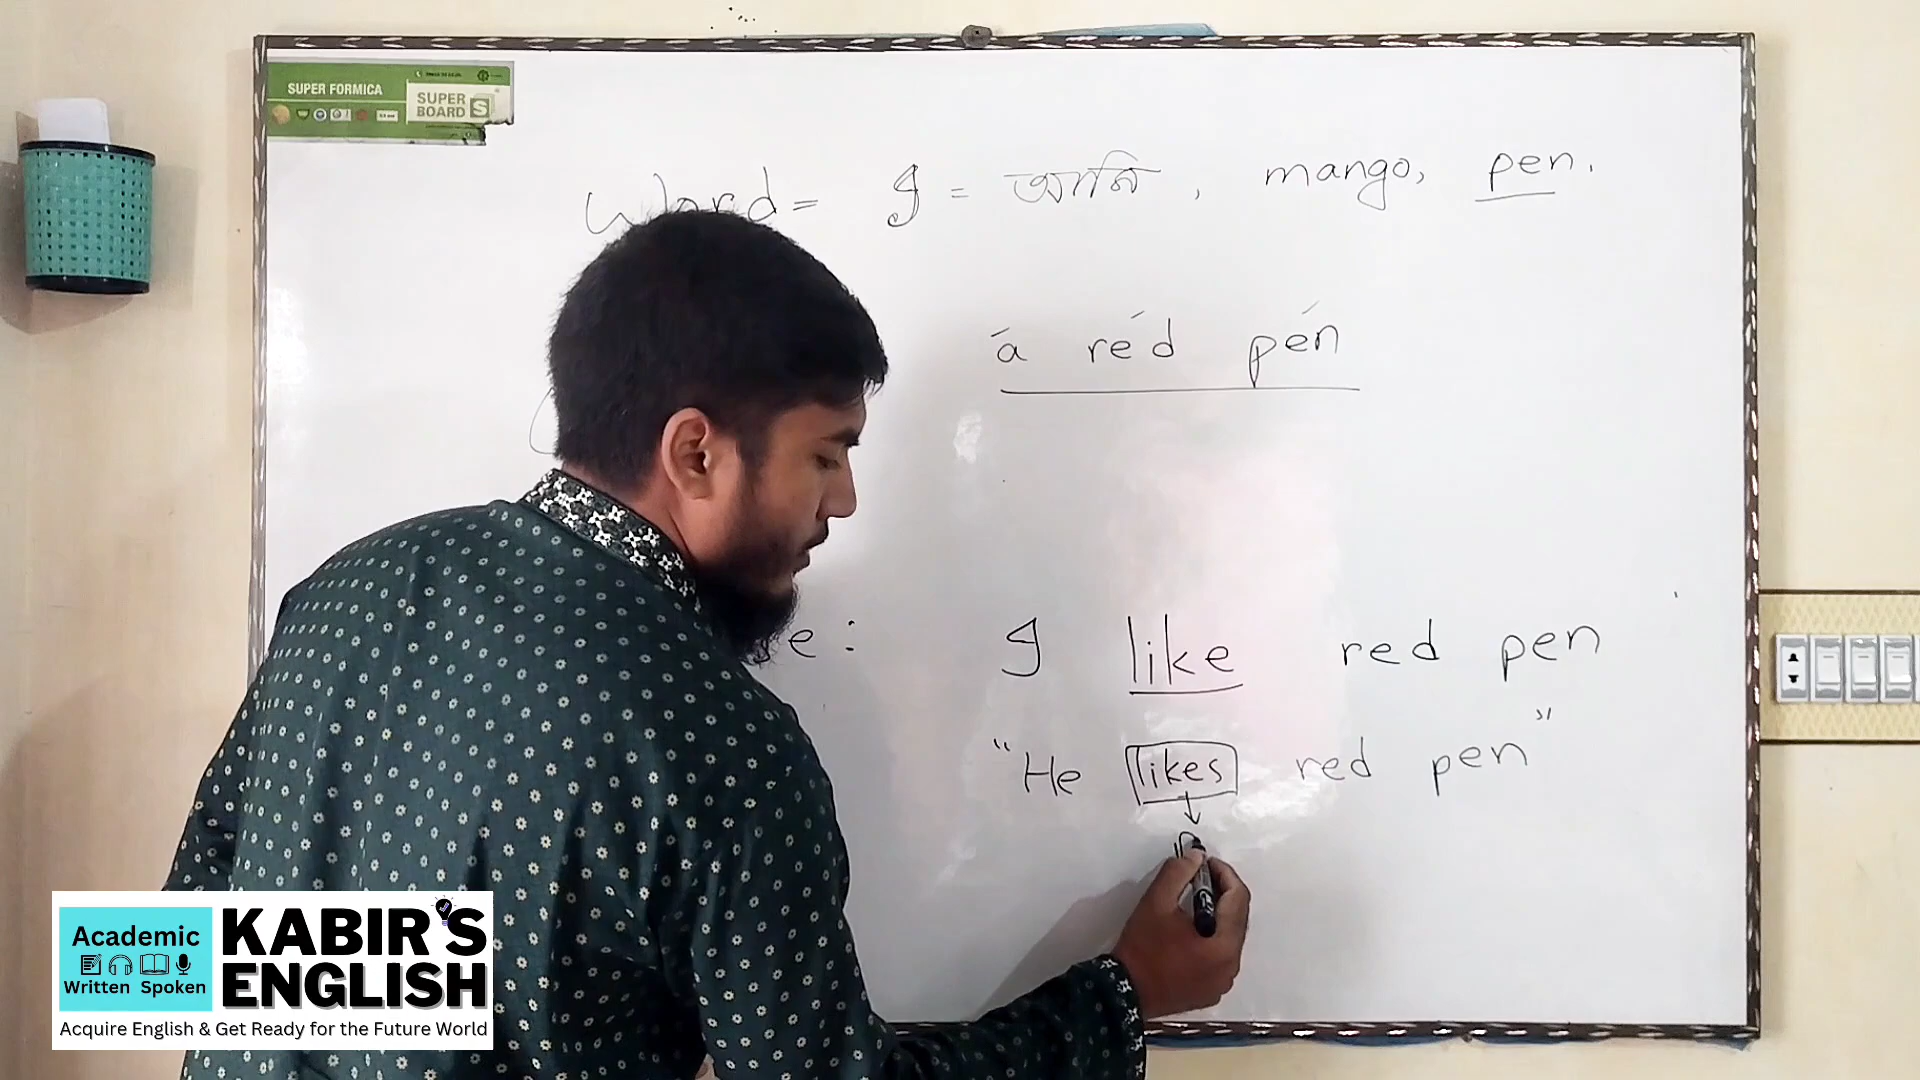 SUPER FORMICA
SUPER BOARD S
Word = I = আমি , mango, pen.
a red pen
se : I like red pen
"He likes red pen"
Academic
Written Spoken
KABIR'S ENGLISH
Acquire English & Get Ready for the Future World